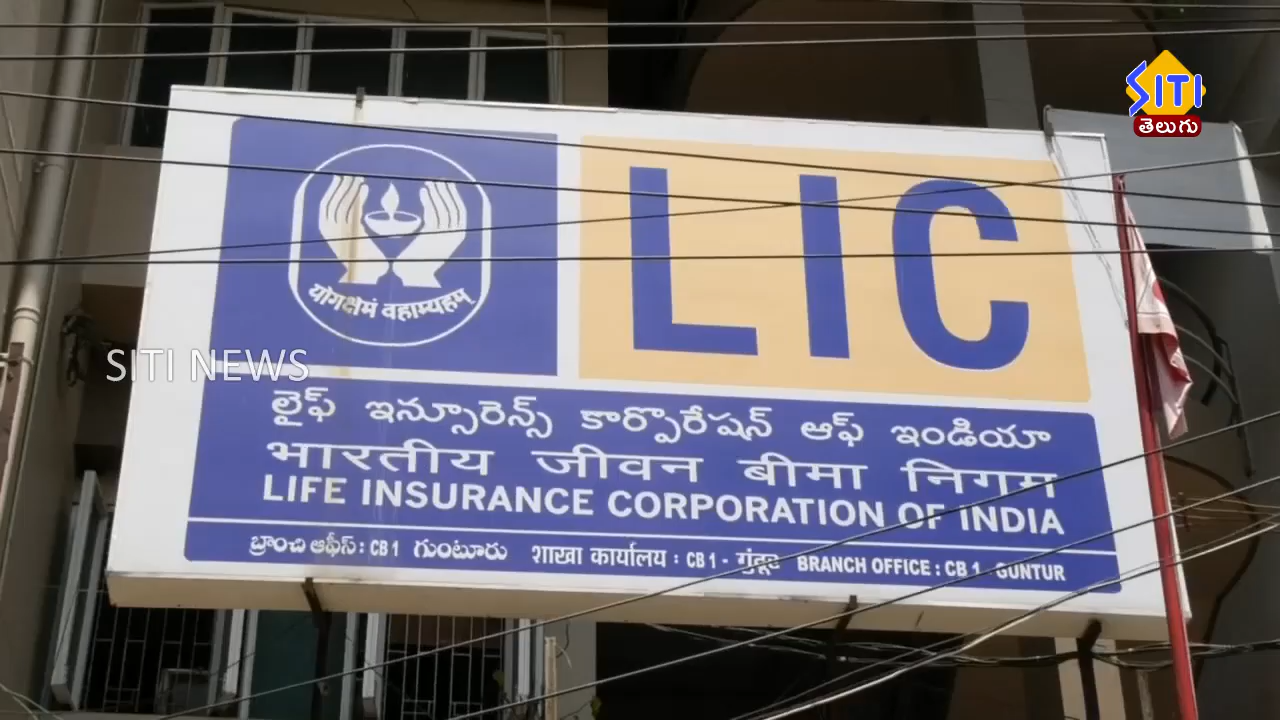 SITI
తెలుగు
LIC
योगक्षेमं वहाम्यहम्
SITI NEWS
లైఫ్ ఇన్సూరెన్స్ కార్పొరేషన్ ఆఫ్ ఇండియా
भारतीय जीवन बीमा निगम
LIFE INSURANCE CORPORATION OF INDIA
బ్రాంచి ఆఫీస్ : CB 1 గుంటూరు शाखा कार्यालय : CB 1 - गुंटूर BRANCH OFFICE : CB 1 - GUNTUR